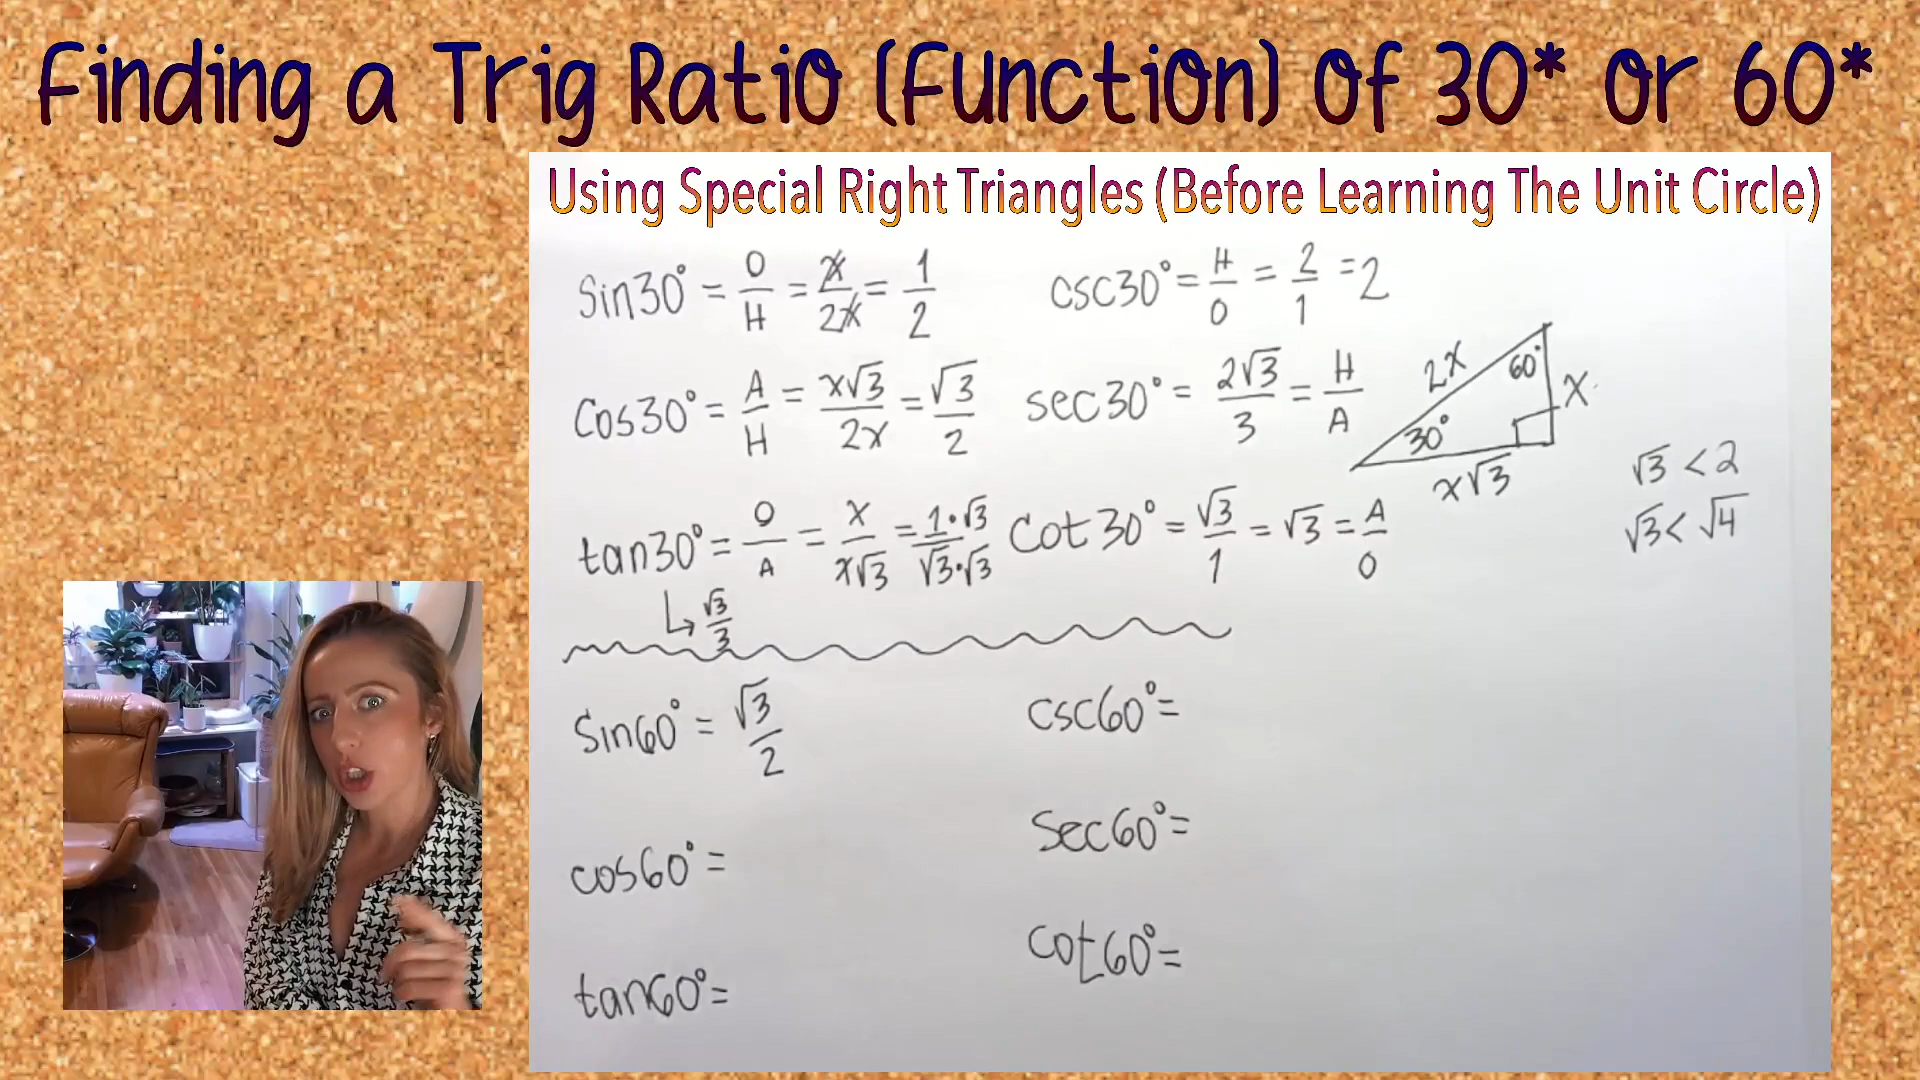 Finding a Trig Ratio (Function) of 30* or 60*
Using Special Right Triangles (Before Learning The Unit Circle)
Sin30° = O/H = x/2x = 1/2
csc30° = H/O = 2/1 = 2
Cos30° = A/H = x√3/2x = √3/2
sec30° = 2√3/3 = H/A
tan30° = O/A = x/x√3 = 1·√3/√3·√3
↳ √3/3
Cot30° = √3/1 = √3 = A/O
2x
60°
x
30°
x√3
√3 < 2
√3 < √4
Sin60° = √3/2
csc60° =
cos60° =
Sec60° =
tan60° =
cot60° =